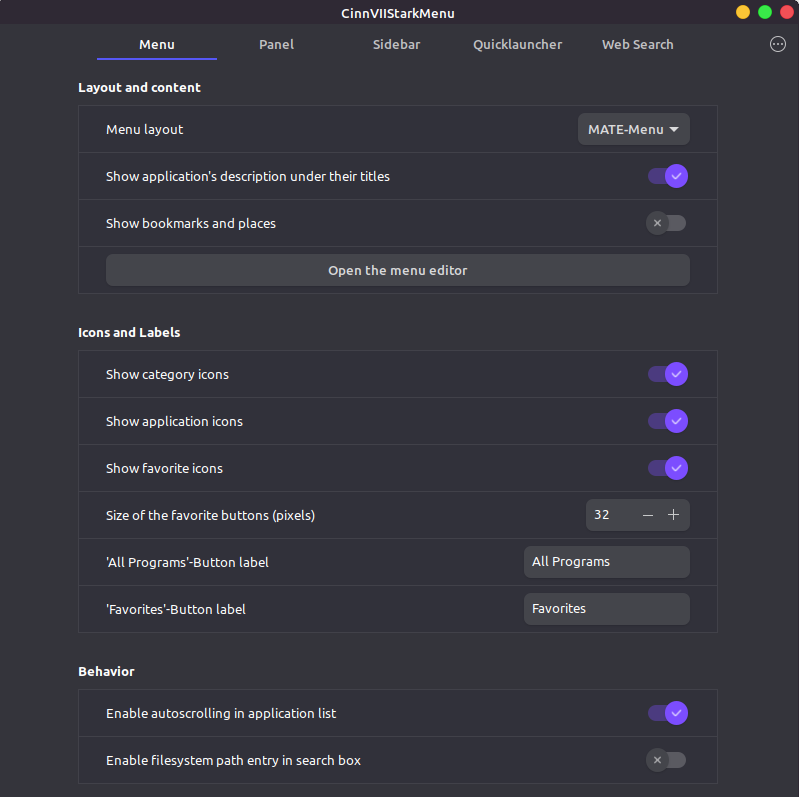 CinnVIIStarkMenu
Menu Panel Sidebar Quicklauncher Web Search
Layout and content
Menu layout MATE-Menu
Show application's description under their titles
Show bookmarks and places
Open the menu editor
Icons and Labels
Show category icons
Show application icons
Show favorite icons
Size of the favorite buttons (pixels) 32
'All Programs'-Button label All Programs
'Favorites'-Button label Favorites
Behavior
Enable autoscrolling in application list
Enable filesystem path entry in search box